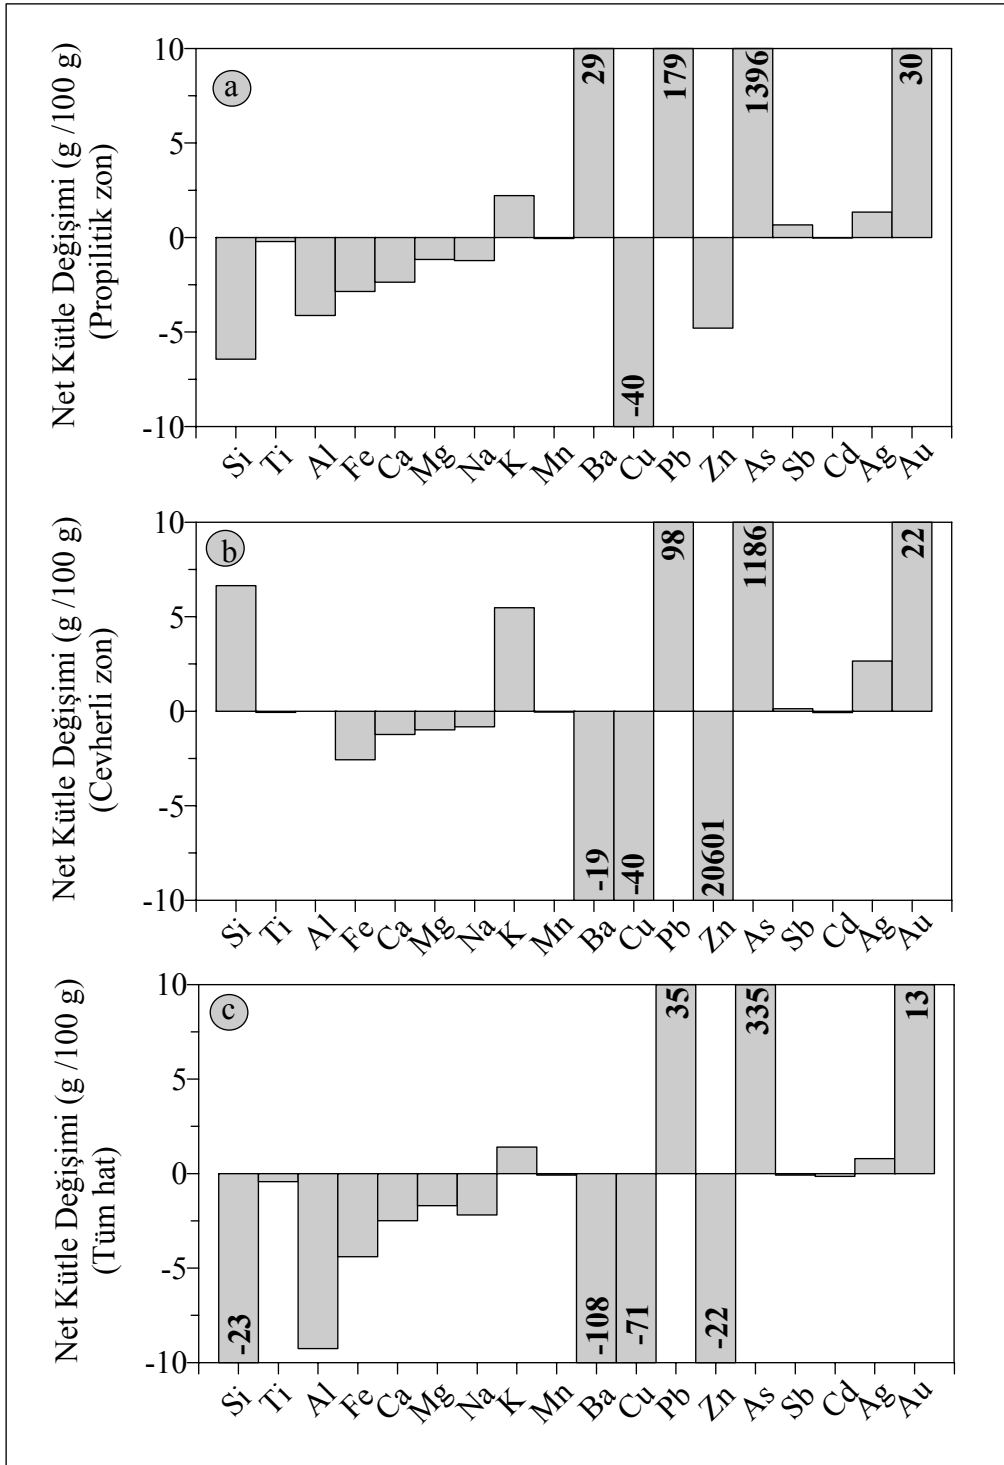 Net Kütle Değişimi (g /100 g)
(Propilitik zon)
a
10
5
0
-5
-10
29
-40
179
1396
30
Si Ti Al Fe Ca Mg Na K Mn Ba Cu Pb Zn As Sb Cd Ag Au
Net Kütle Değişimi (g /100 g)
(Cevherli zon)
b
10
5
0
-5
-10
-19
-40
98
20601
1186
22
Si Ti Al Fe Ca Mg Na K Mn Ba Cu Pb Zn As Sb Cd Ag Au
Net Kütle Değişimi (g /100 g)
(Tüm hat)
c
10
5
0
-5
-10
-23
-108
-71
35
-22
335
13
Si Ti Al Fe Ca Mg Na K Mn Ba Cu Pb Zn As Sb Cd Ag Au